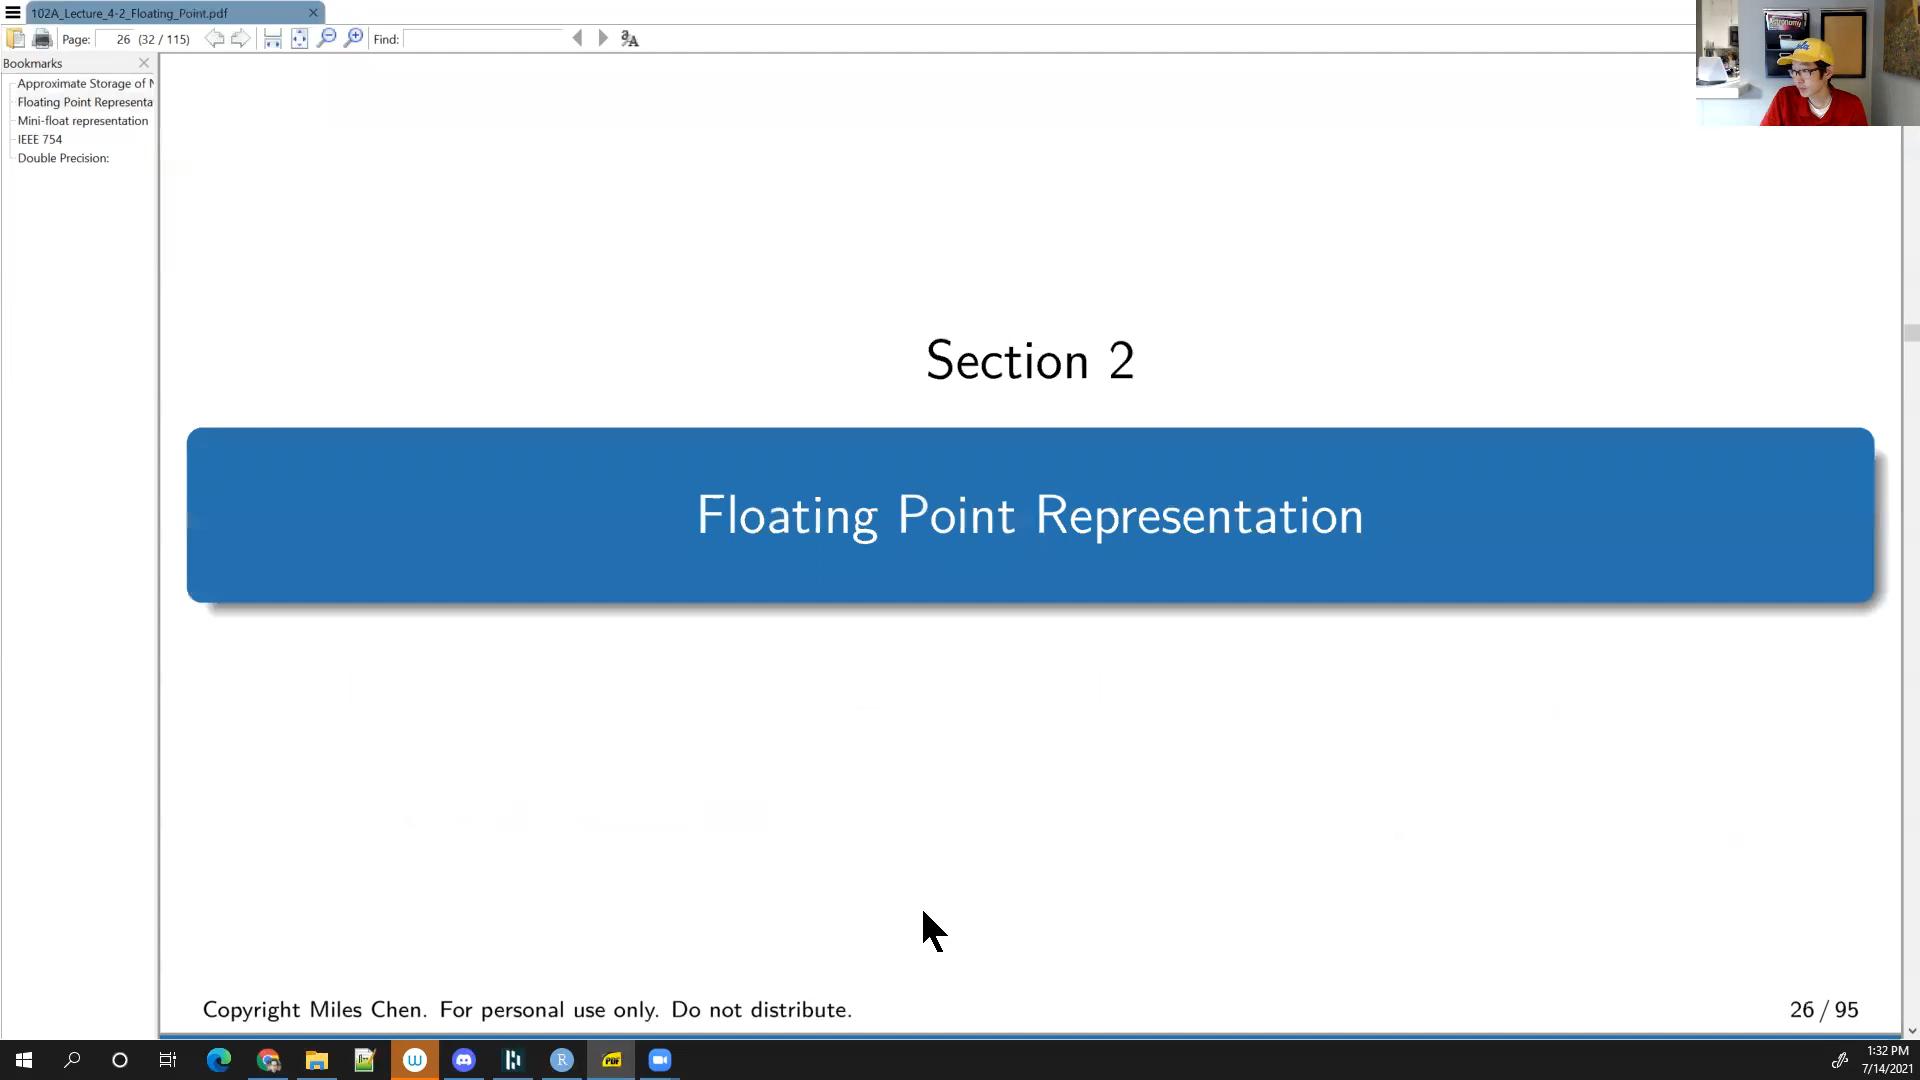 102A_Lecture_4-2_Floating_Point.pdf
Page: 26 (32 / 115) Find:
Bookmarks
Approximate Storage of N
Floating Point Representa
Mini-float representation
IEEE 754
Double Precision:
Section 2
Floating Point Representation
Copyright Miles Chen. For personal use only. Do not distribute.
26 / 95
1:32 PM
7/14/2021